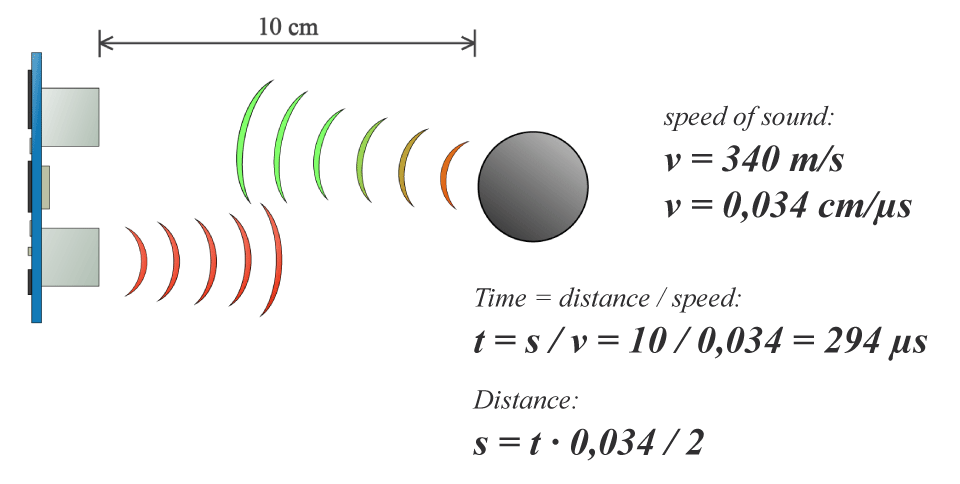 10 cm
speed of sound:
v = 340 m/s
v = 0,034 cm/μs
Time = distance / speed:
t = s / v = 10 / 0,034 = 294 μs
Distance:
s = t · 0,034 / 2